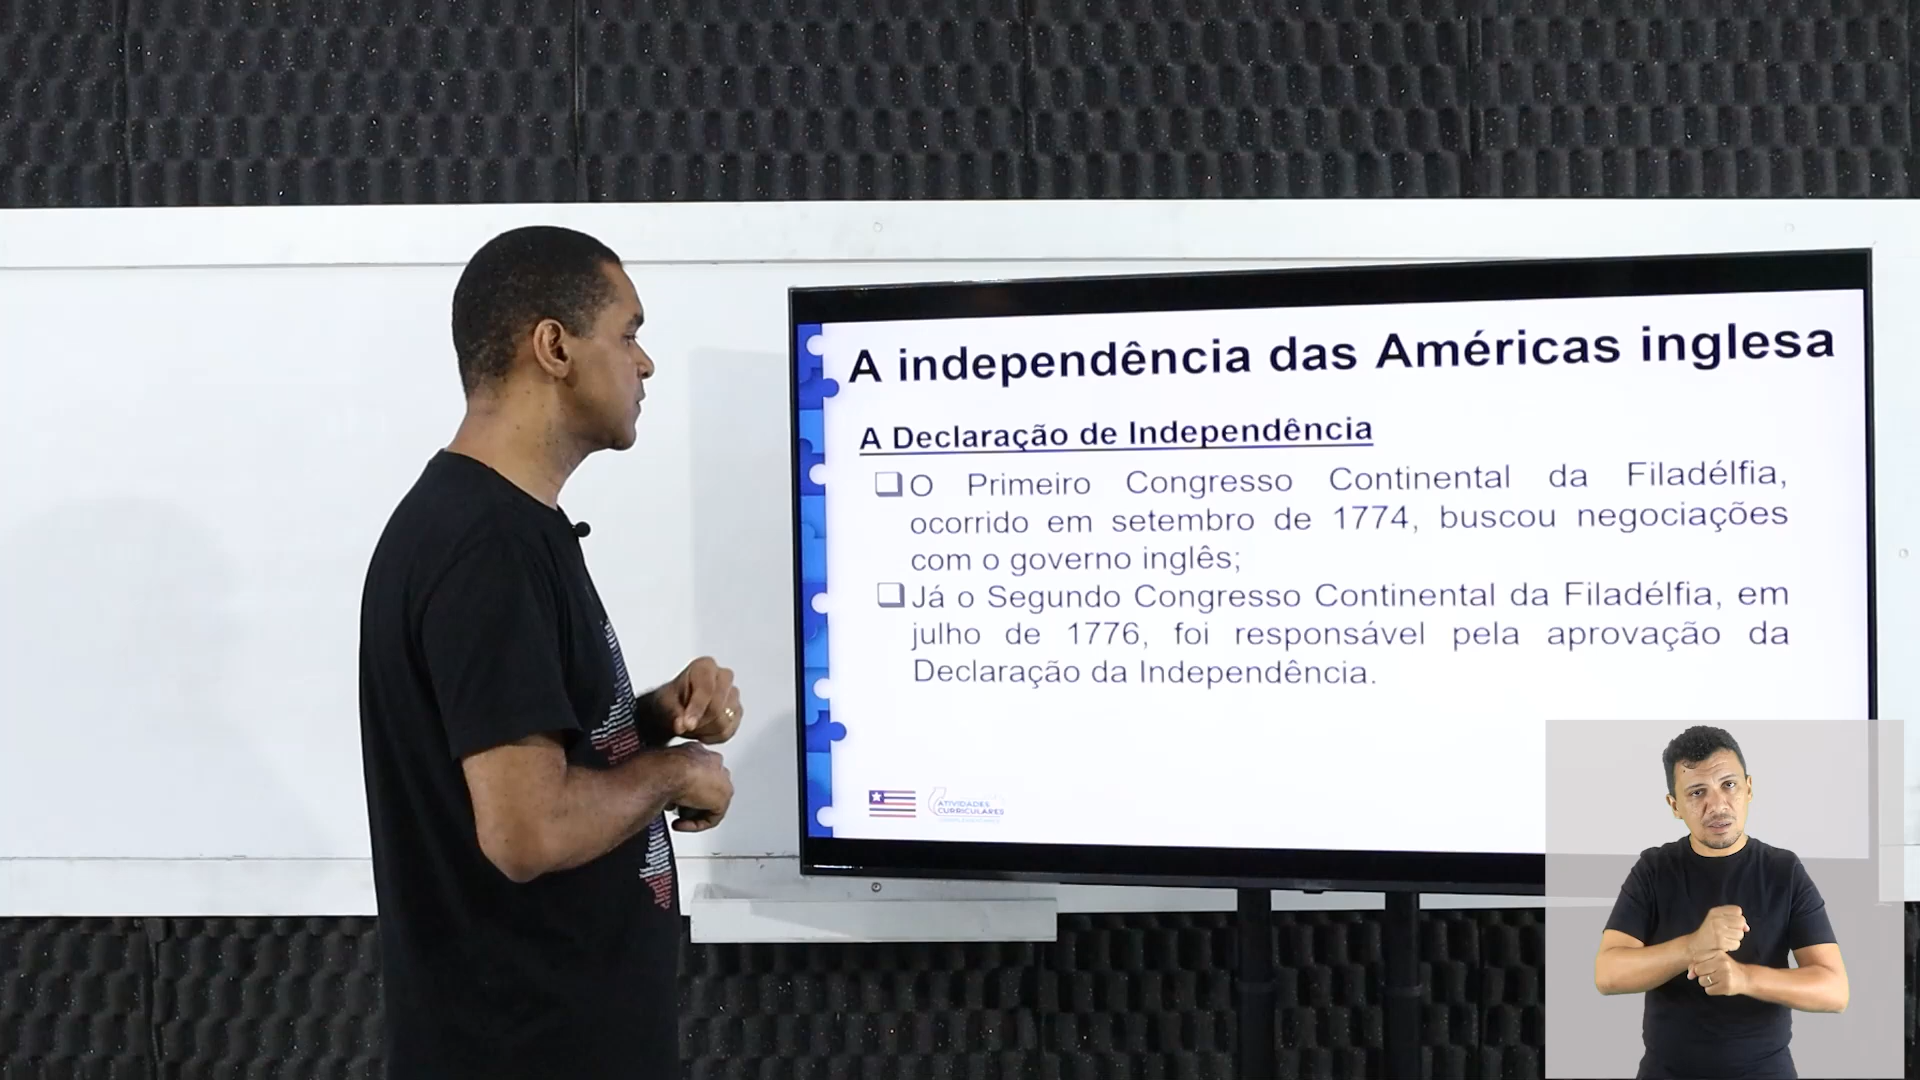 A independência das Américas inglesa
A Declaração de Independência
O Primeiro Congresso Continental da Filadélfia,
ocorrido em setembro de 1774, buscou negociações
com o governo inglês;
Já o Segundo Congresso Continental da Filadélfia, em
julho de 1776, foi responsável pela aprovação da
Declaração da Independência.
ATIVIDADES
CURRICULARES